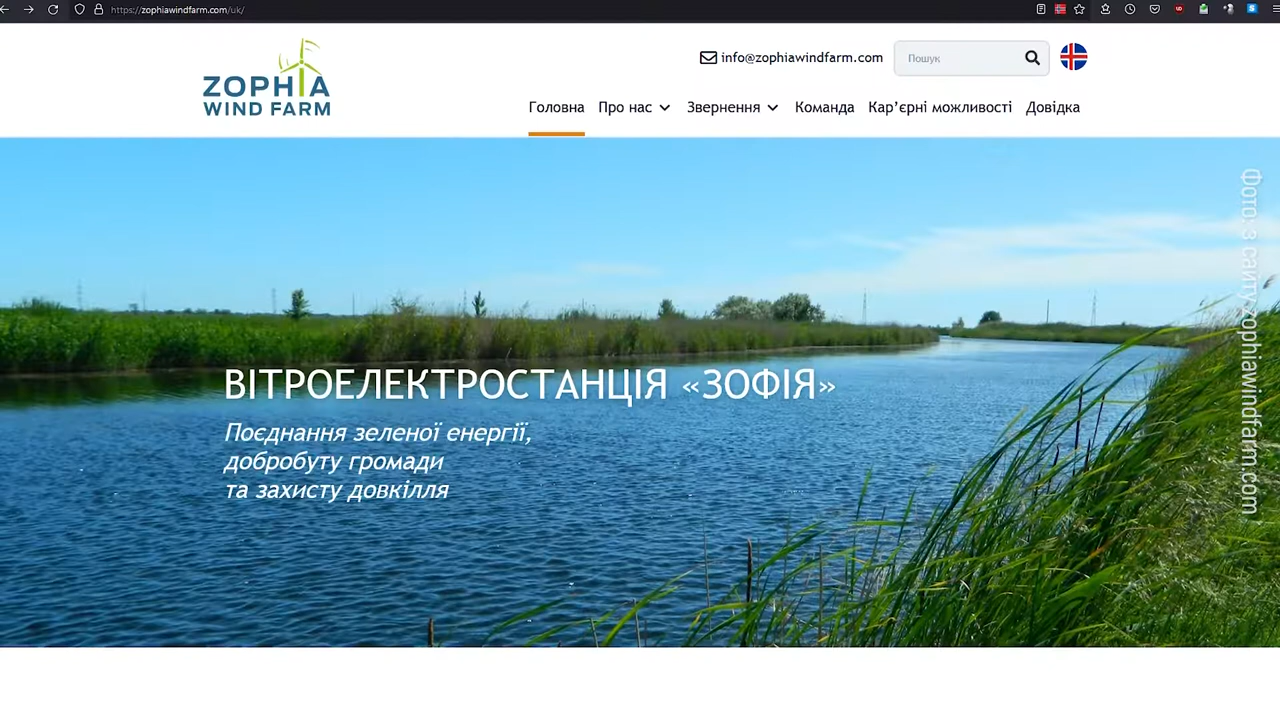 https://zophiawindfarm.com/uk/
ZOPHIA
WIND FARM
info@zophiawindfarm.com
Пошук
Головна
Про нас
Звернення
Команда
Кар’єрні можливості
Довідка
ВІТРОЕЛЕКТРОСТАНЦІЯ «ЗОФІЯ»
Поєднання зеленої енергії,
добробуту громади
та захисту довкілля
Фото: з сайту zophiawindfarm.com